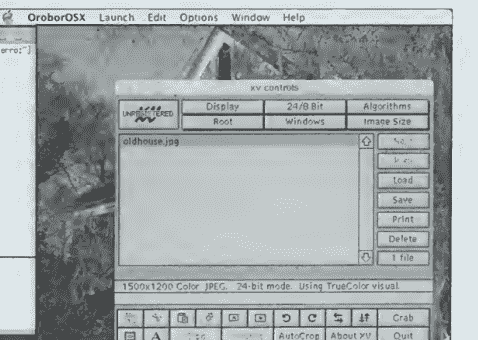 OroborOSX Launch Edit Options Window Help
xv controls
UNREGISTERED
Display 24/8 Bit Algorithms
Root Windows Image Size
oldhouse.jpg
Load
Save
Print
Delete
1 file
1500x1200 Color JPEG. 24-bit mode. Using TrueColor visual.
Grab
A AutoCrop About XV Quit